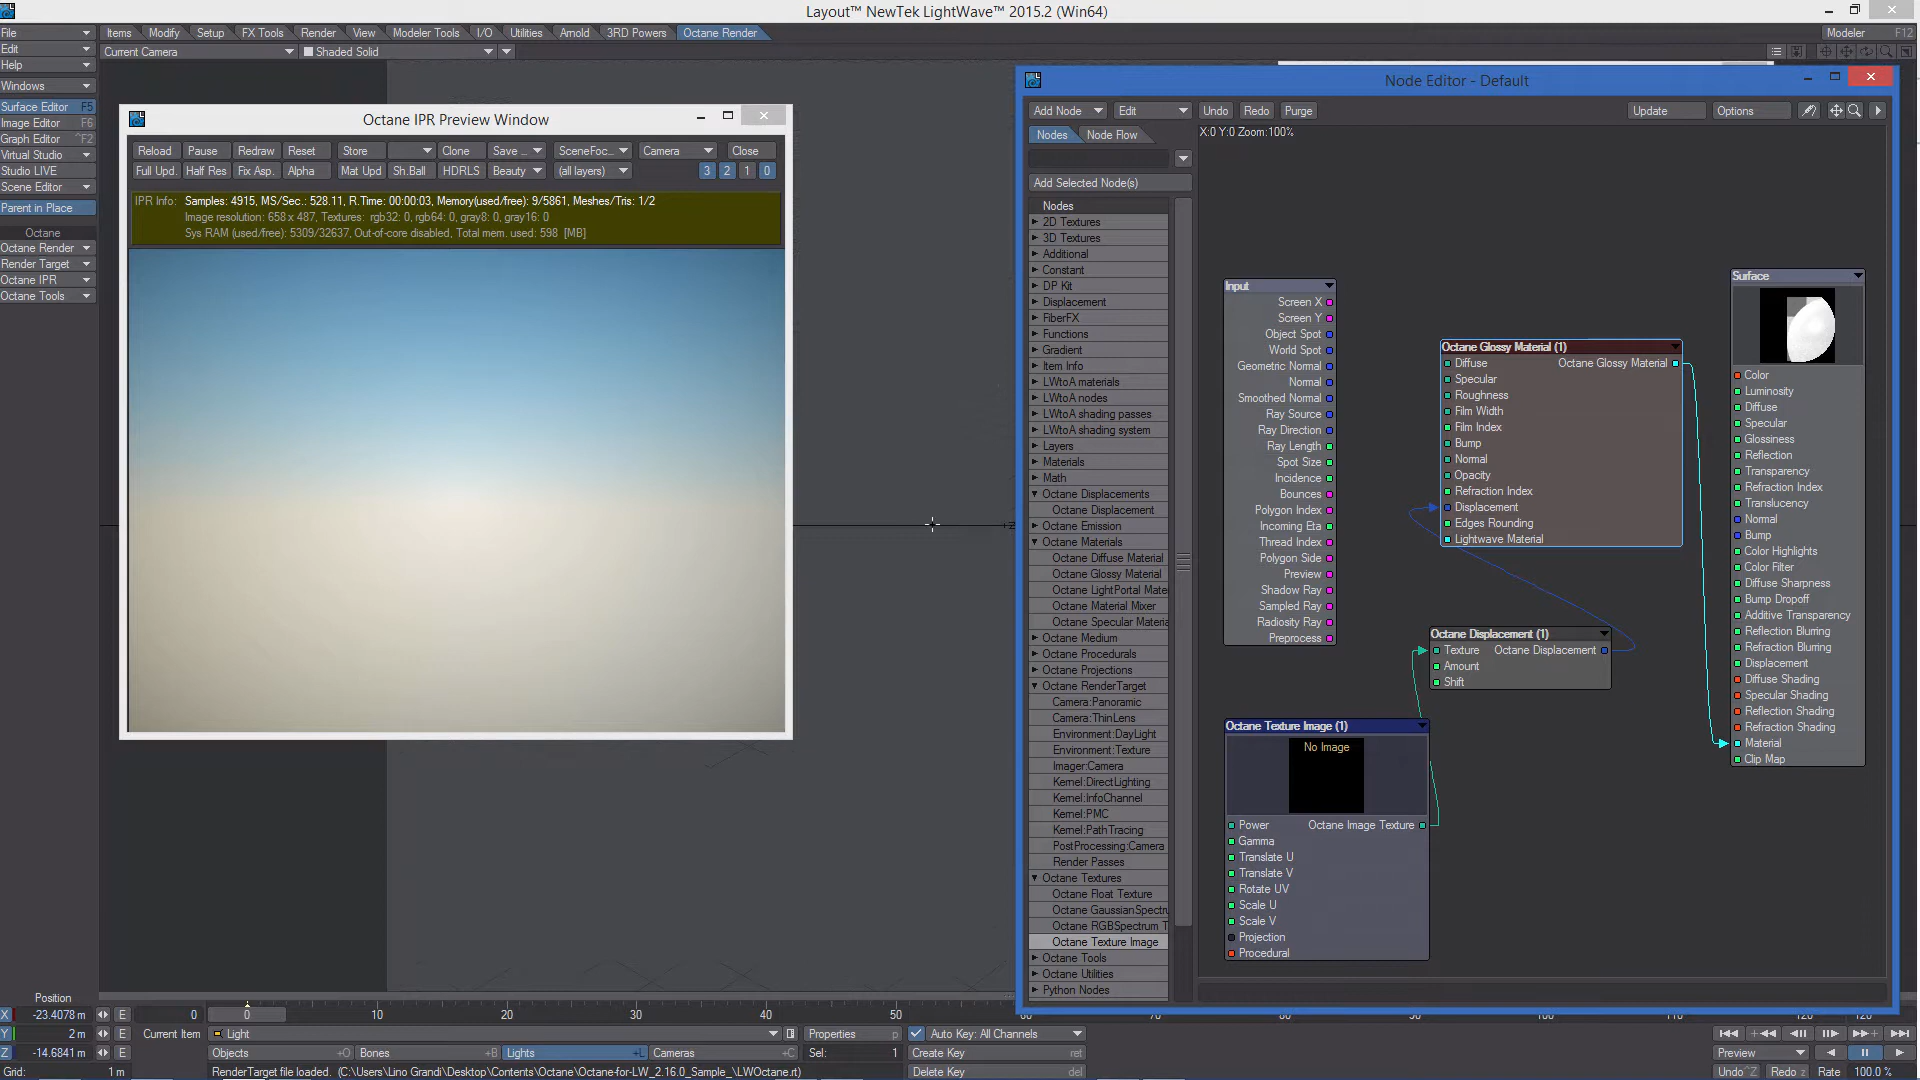 Layout™ NewTek LightWave™ 2015.2 (Win64)
File
Items
Modify
Setup
FX Tools
Render
View
Modeler Tools
I/O
Utilities
Arnold
3RD Powers
Octane Render
Modeler F12
Edit
Current Camera
Shaded Solid
Help
Windows
Surface Editor F5
Image Editor F6
Graph Editor ^F2
Virtual Studio
Studio LIVE
Scene Editor
Parent in Place
Octane
Octane Render
Render Target
Octane IPR
Octane Tools
Octane IPR Preview Window
Reload Pause Redraw Reset Store Clone Save ... SceneFoc... Camera Close
Full Upd. Half Res Fix Asp. Alpha Mat Upd Sh.Ball HDRLS Beauty (all layers) 3 2 1 0
IPR Info: Samples: 4915, MS/Sec.: 528.11, R.Time: 00:00:03, Memory(used/free): 9/5861, Meshes/Tris: 1/2
Image resolution: 658 x 487, Textures: rgb32: 0, rgb64: 0, gray8: 0, gray16: 0
Sys RAM (used/free): 5309/32637, Out-of-core disabled, Total mem. used: 598 [MB]
Node Editor - Default
Add Node Edit Undo Redo Purge Update Options
Nodes Node Flow
X:0 Y:0 Zoom:100%
Add Selected Node(s)
Nodes
2D Textures
3D Textures
Additional
Constant
DP Kit
Displacement
FiberFX
Functions
Gradient
Item Info
LWtoA materials
LWtoA nodes
LWtoA shading passes
LWtoA shading system
Layers
Materials
Math
Octane Displacements
Octane Displacement
Octane Emission
Octane Materials
Octane Diffuse Material
Octane Glossy Material
Octane LightPortal Mate
Octane Material Mixer
Octane Specular Materia
Octane Medium
Octane Procedurals
Octane Projections
Octane RenderTarget
Camera:Panoramic
Camera:ThinLens
Environment:DayLight
Environment:Texture
Imager:Camera
Kernel:DirectLighting
Kernel:InfoChannel
Kernel:PMC
Kernel:PathTracing
PostProcessing:Camera
Render Passes
Octane Textures
Octane Float Texture
Octane GaussianSpectru
Octane RGBSpectrum T
Octane Texture Image
Octane Tools
Octane Utilities
Python Nodes
Input
Screen X
Screen Y
Object Spot
World Spot
Geometric Normal
Normal
Smoothed Normal
Ray Source
Ray Direction
Ray Length
Spot Size
Incidence
Bounces
Polygon Index
Incoming Eta
Thread Index
Polygon Side
Preview
Shadow Ray
Sampled Ray
Radiosity Ray
Preprocess
Octane Glossy Material (1)
Diffuse Octane Glossy Material
Specular
Roughness
Film Width
Film Index
Bump
Normal
Opacity
Refraction Index
Displacement
Edges Rounding
Lightwave Material
Octane Displacement (1)
Texture Octane Displacement
Amount
Shift
Octane Texture Image (1)
No Image
Power Octane Image Texture
Gamma
Translate U
Translate V
Rotate UV
Scale U
Scale V
Projection
Procedural
Surface
Color
Luminosity
Diffuse
Specular
Glossiness
Reflection
Transparency
Refraction Index
Translucency
Normal
Bump
Color Highlights
Color Filter
Diffuse Sharpness
Bump Dropoff
Additive Transparency
Reflection Blurring
Refraction Blurring
Displacement
Diffuse Shading
Specular Shading
Reflection Shading
Refraction Shading
Material
Clip Map
Position
X -23.4078 m E 0 0 10 20 30 40 50
Y 2 m E Current Item Light Properties p Auto Key: All Channels
Z -14.6841 m E Objects +O Bones +B Lights +L Cameras +C Sel: 1 Create Key ret Preview
Grid: 1 m RenderTarget file loaded. (C:\Users\Lino Grandi\Desktop\Contents\Octane\Octane-for-LW_2.16.0_Sample_\LWOctane.rt) Delete Key del Undo ^Z Redo z Rate 100.0 %